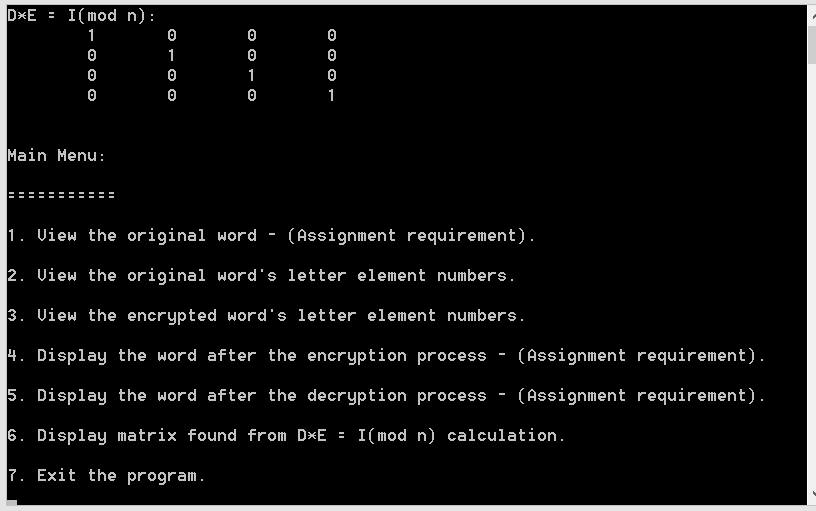 D*E = I(mod n):
1 0 0 0
0 1 0 0
0 0 1 0
0 0 0 1
Main Menu:
===========
1. View the original word - (Assignment requirement).
2. View the original word's letter element numbers.
3. View the encrypted word's letter element numbers.
4. Display the word after the encryption process - (Assignment requirement).
5. Display the word after the decryption process - (Assignment requirement).
6. Display matrix found from D*E = I(mod n) calculation.
7. Exit the program.